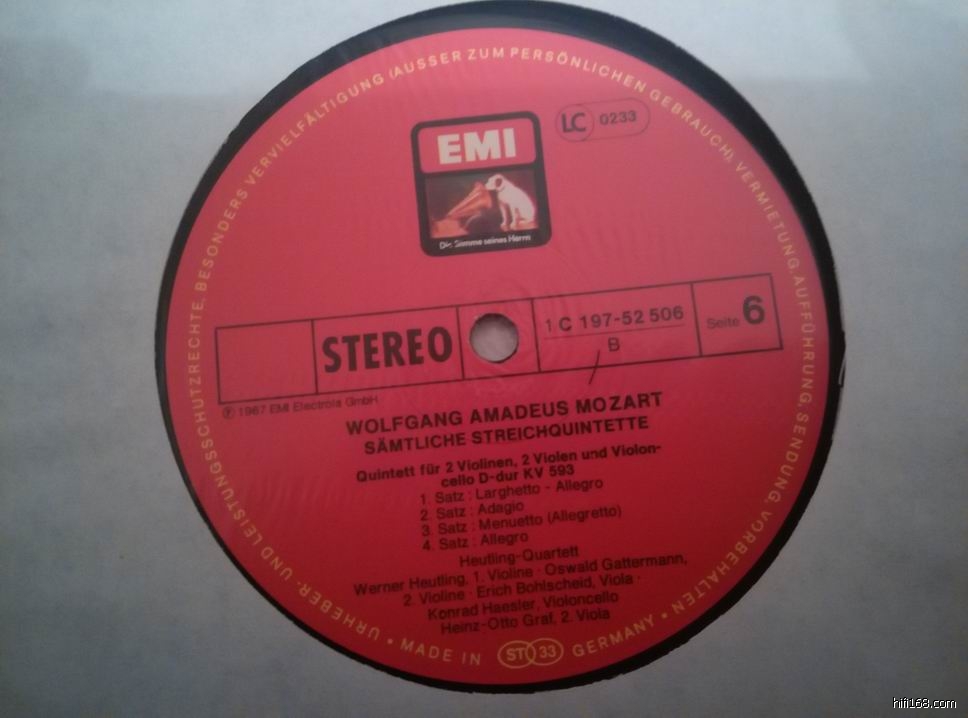 URHEBER- UND LEISTUNGSSCHUTZRECHTE, BESONDERS VERVIELFÄLTIGUNG (AUSSER ZUM PERSÖNLICHEN GEBRAUCH), VERMIETUNG, AUFFÜHRUNG, SENDUNG, VORBEHALTEN •
EMI
LC 0233
Die Stimme seines Herrn
STEREO
1 C 197-52 506
B
Seite 6
℗ 1967 EMI Electrola GmbH
WOLFGANG AMADEUS MOZART
SÄMTLICHE STREICHQUINTETTE
Quintett für 2 Violinen, 2 Violen und Violon-
cello D-dur KV 593
1. Satz : Larghetto - Allegro
2. Satz : Adagio
3. Satz : Menuetto (Allegretto)
4. Satz : Allegro
Heutling-Quartett
Werner Heutling, 1. Violine · Oswald Gattermann,
2. Violine · Erich Bohlscheid, Viola ·
Konrad Haesler, Violoncello
Heinz-Otto Graf, 2. Viola
• MADE IN ST 33 GERMANY •
hifi168.com